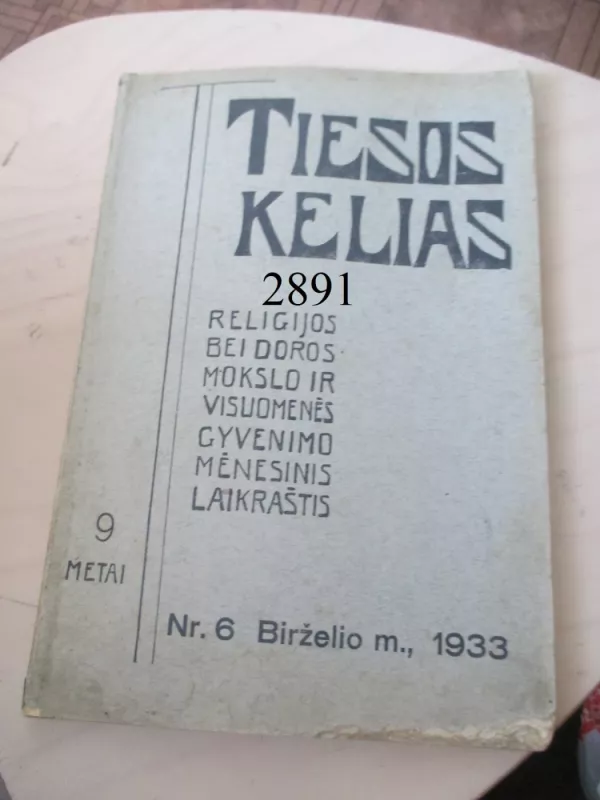 TIESOS
KELIAS
2891
RELIGIJOS
BEI DOROS
MOKSLO IR
VISUOMENĖS
GYVENIMO
MĖNESINIS
LAIKRAŠTIS
9
METAI
Nr. 6 Birželio m., 1933